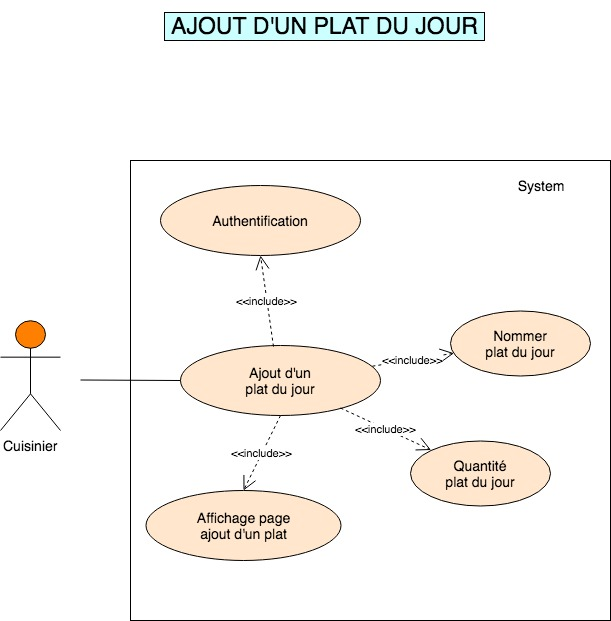 AJOUT D'UN PLAT DU JOUR
System
Authentification
<<include>>
Nommer
plat du jour
<<include>>
Ajout d'un
plat du jour
<<include>>
Cuisinier
<<include>>
Quantité
plat du jour
Affichage page
ajout d'un plat